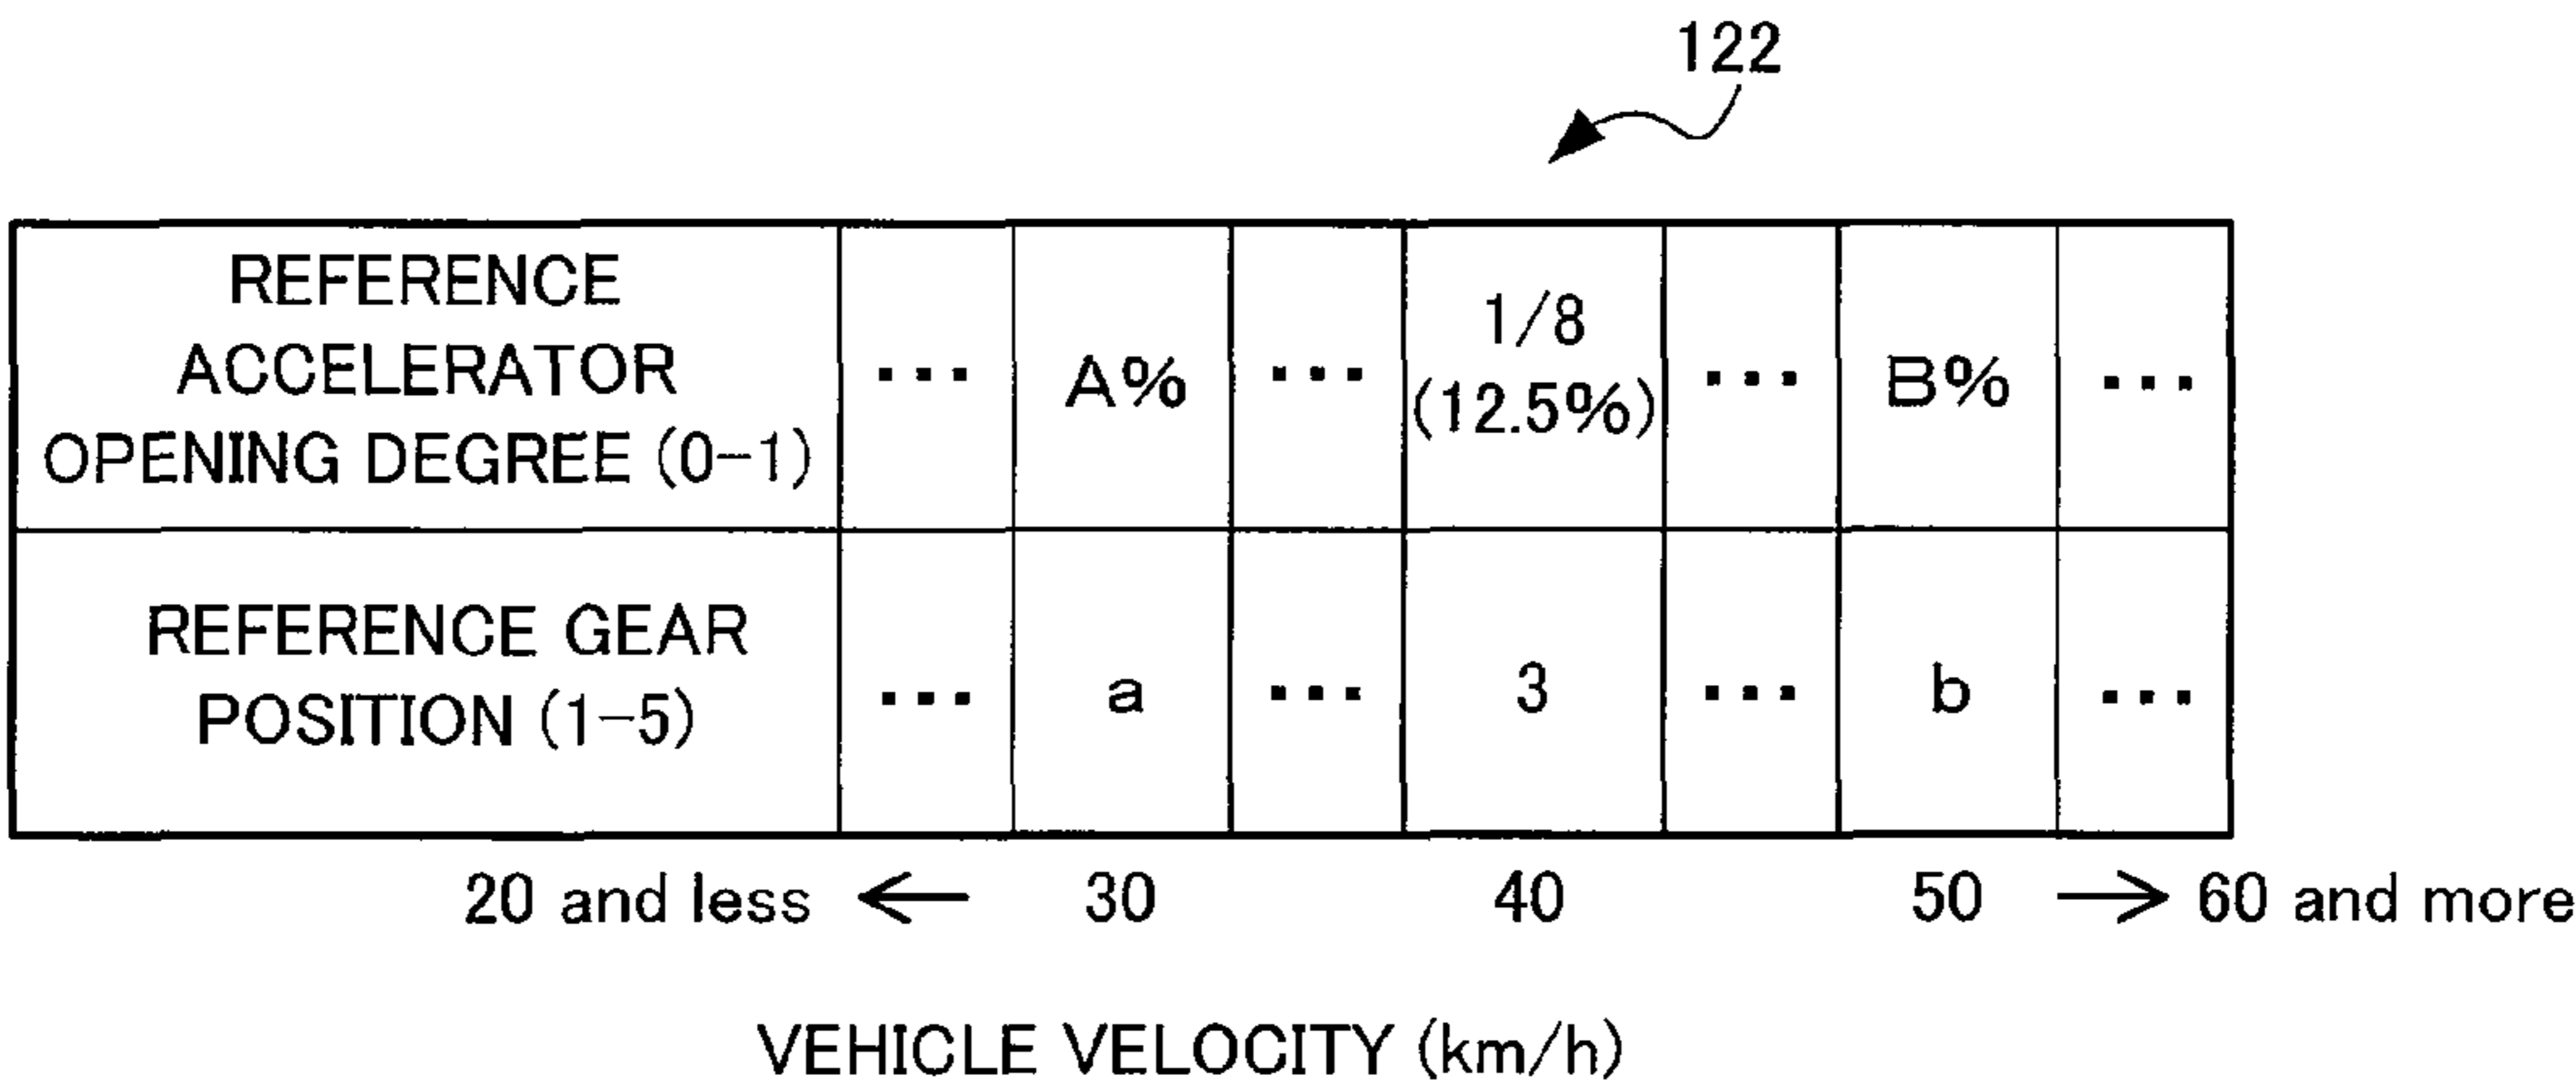 122
REFERENCE
ACCELERATOR
OPENING DEGREE (0-1)
... A% ... 1/8
(12.5%) ... B% ...
REFERENCE GEAR
POSITION (1-5)
... a ... 3 ... b ...
20 and less ← 30 40 50 → 60 and more
VEHICLE VELOCITY (km/h)